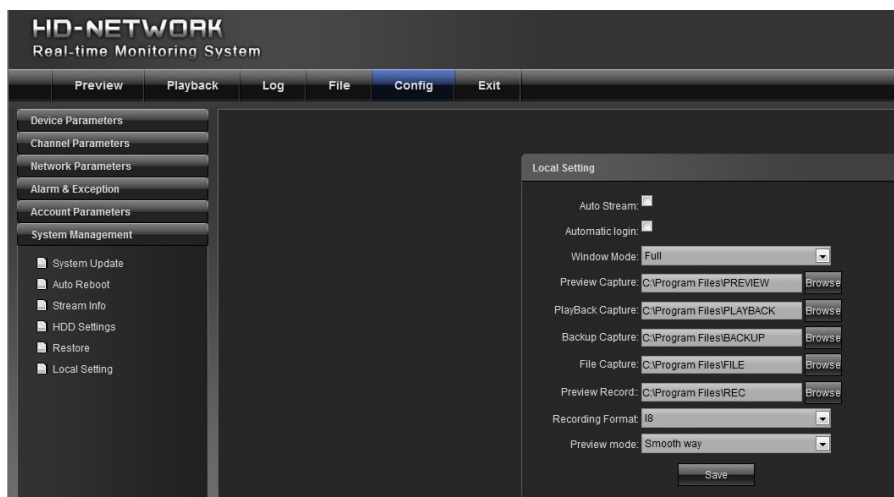 HD-NETWORK
Real-time Monitoring System
Preview Playback Log File Config Exit
Device Parameters
Channel Parameters
Network Parameters
Alarm & Exception
Account Parameters
System Management
System Update
Auto Reboot
Stream Info
HDD Settings
Restore
Local Setting
Local Setting
Auto Stream:
Automatic login:
Window Mode: Full
Preview Capture: C:\Program Files\PREVIEW Browse
PlayBack Capture: C:\Program Files\PLAYBACK Browse
Backup Capture: C:\Program Files\BACKUP Browse
File Capture: C:\Program Files\FILE Browse
Preview Record:: C:\Program Files\REC Browse
Recording Format: I8
Preview mode: Smooth way
Save